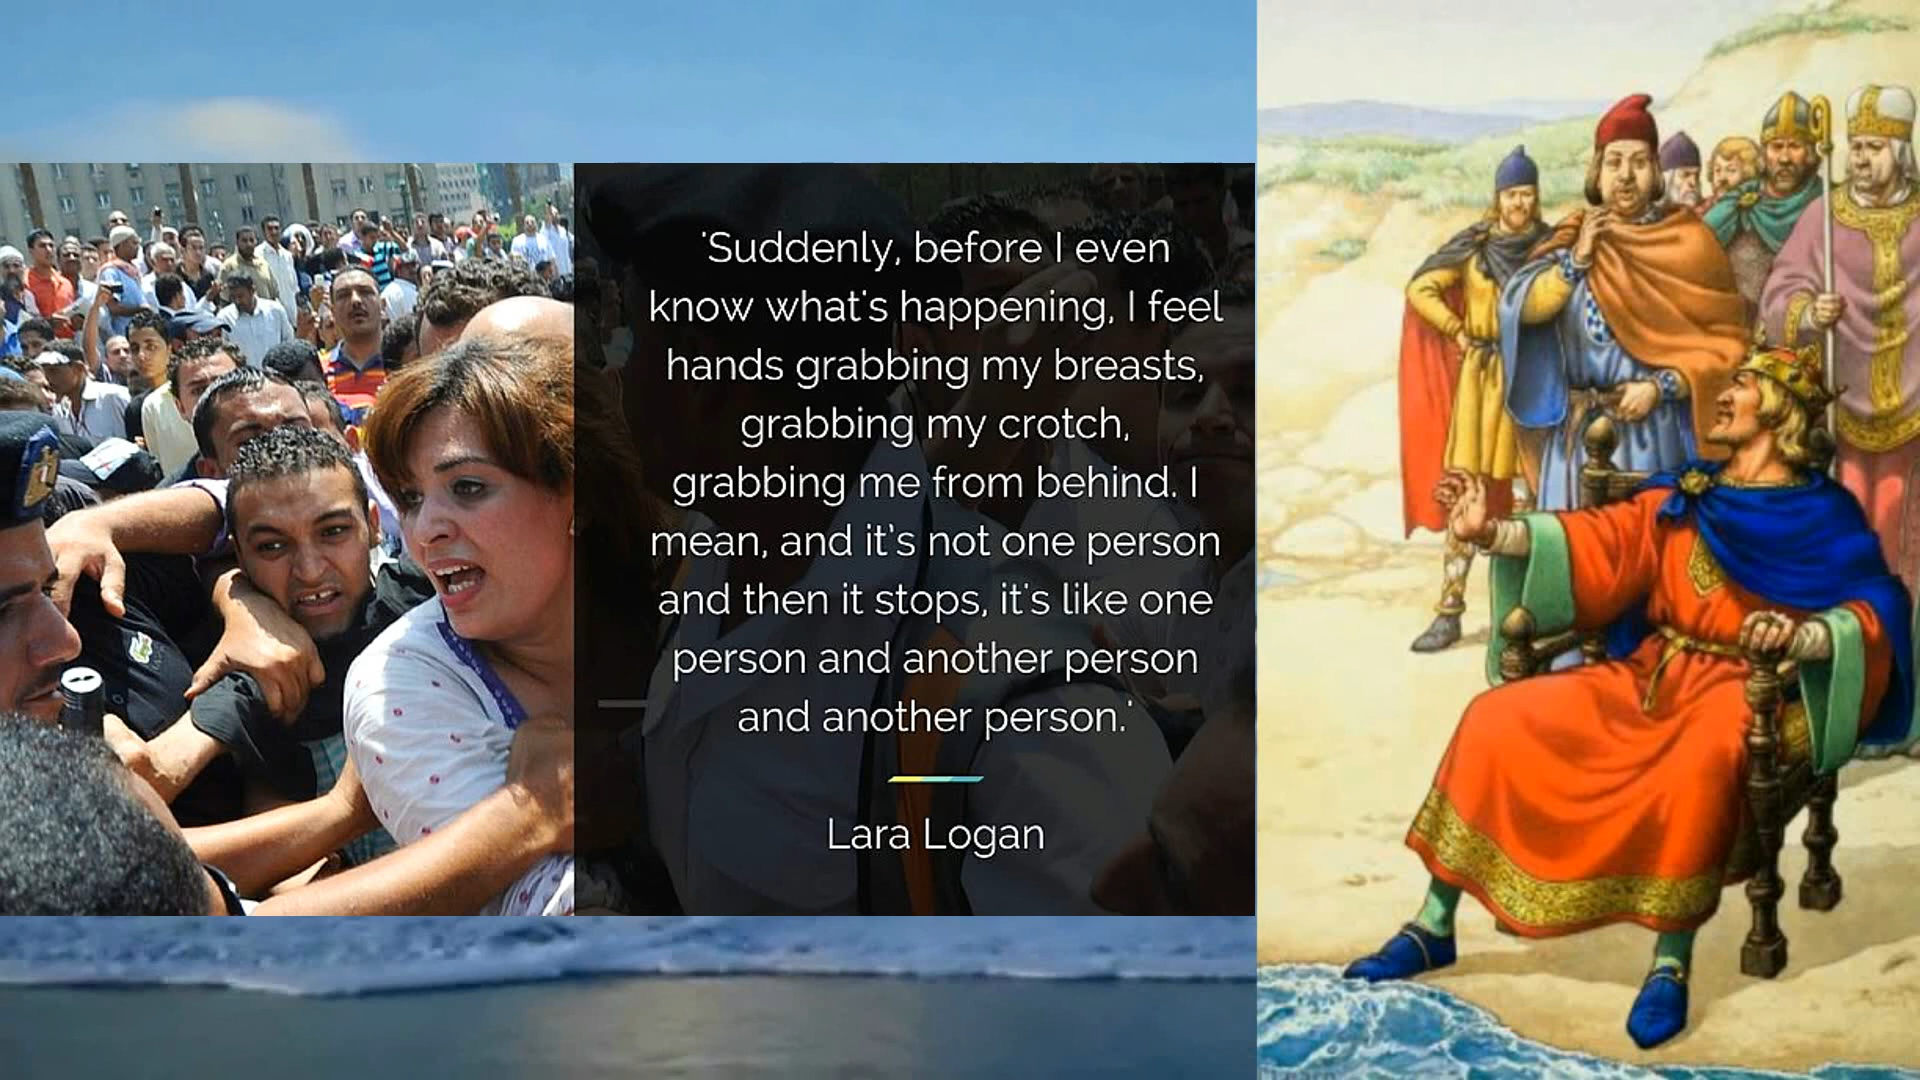 'Suddenly, before I even
know what's happening, I feel
hands grabbing my breasts,
grabbing my crotch,
grabbing me from behind. I
mean, and it's not one person
and then it stops, it's like one
person and another person
and another person.'
Lara Logan